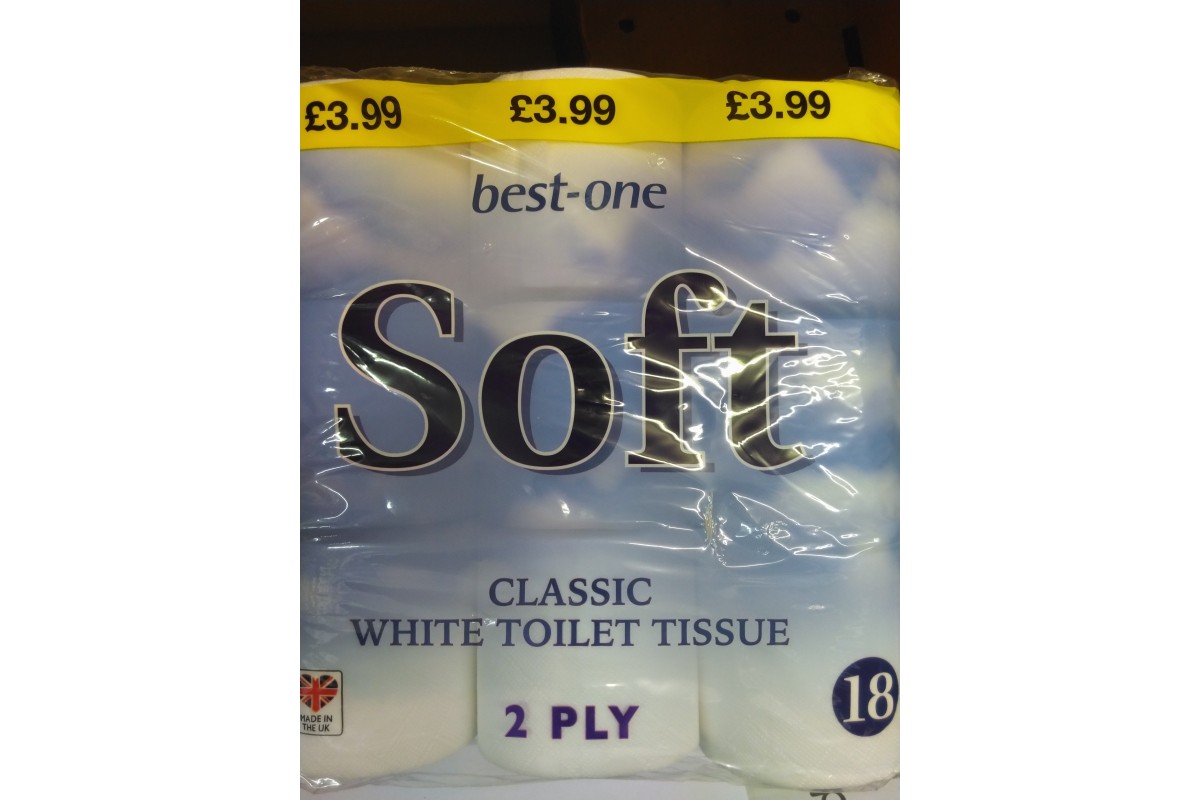 £3.99 £3.99 £3.99
best-one
Soft
CLASSIC
WHITE TOILET TISSUE
2 PLY
18
MADE IN
THE UK